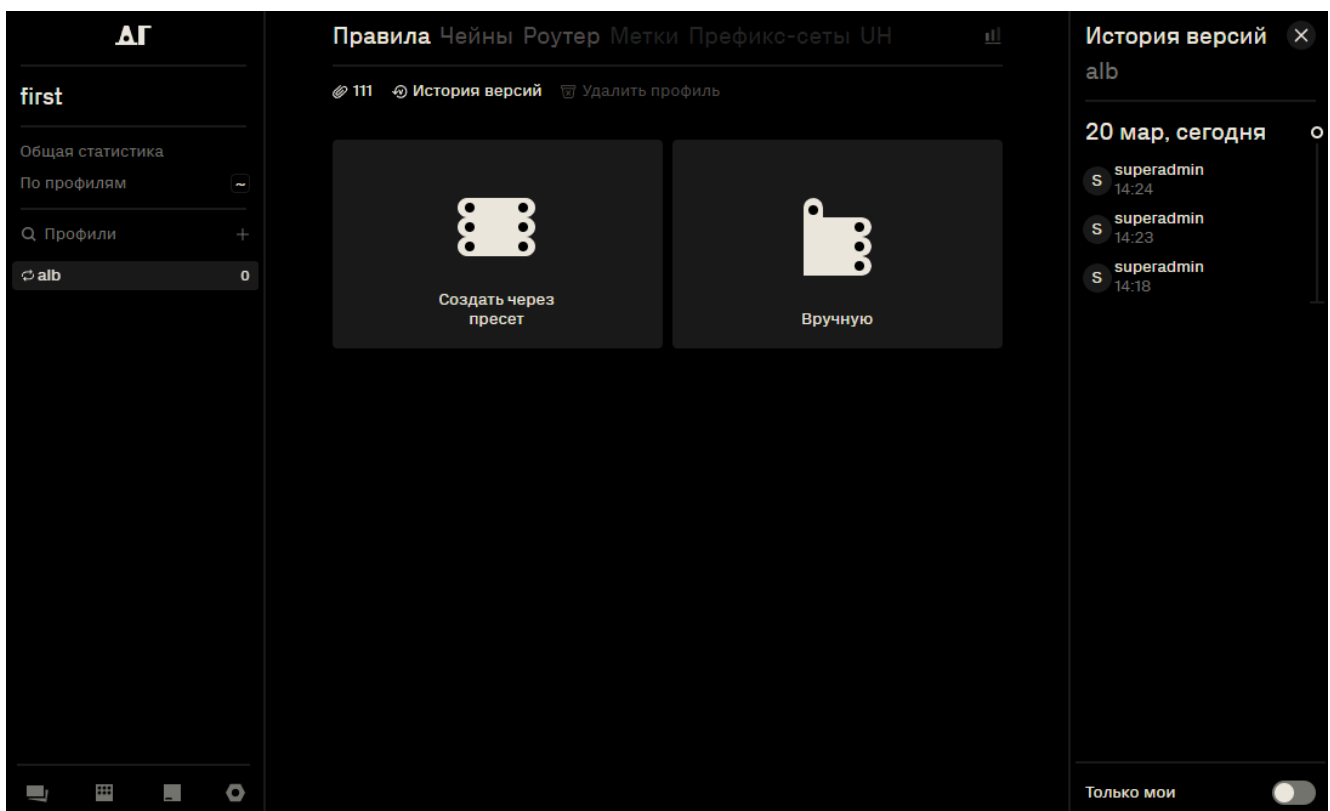 ДГ
first
Общая статистика
По профилям ~
Профили +
alb 0
Правила Чейны Роутер Метки Префикс-сеты UH
111 История версий Удалить профиль
Создать через
пресет
Вручную
История версий
alb
20 мар, сегодня
S superadmin
14:24
S superadmin
14:23
S superadmin
14:18
Только мои